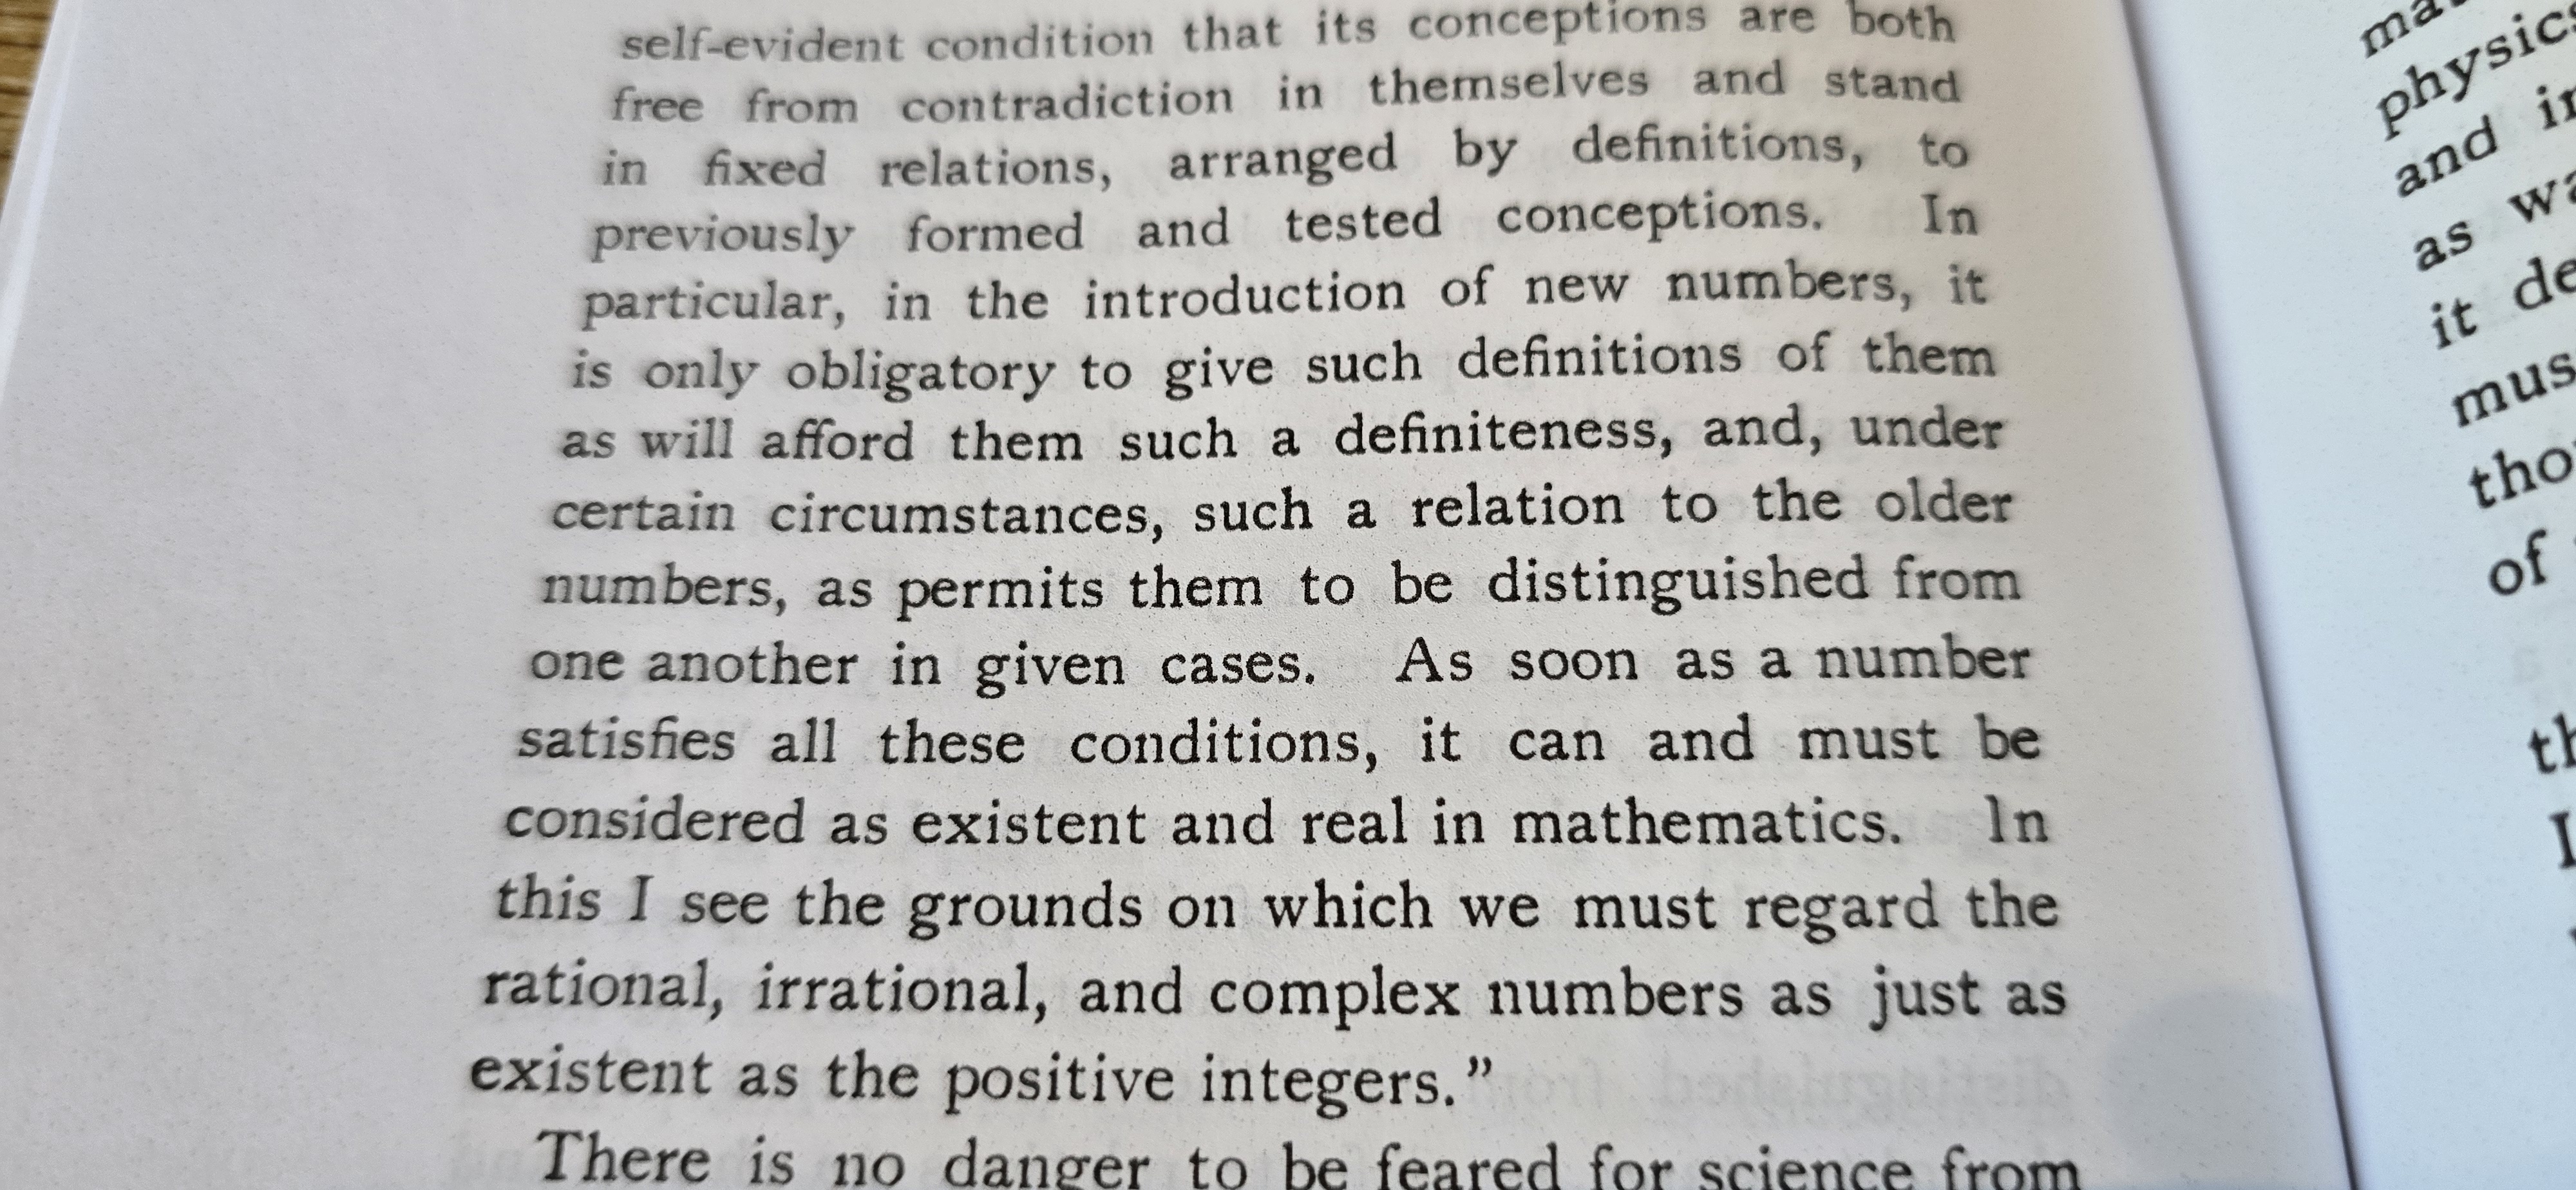 self-evident condition that its conceptions are both
free from contradiction in themselves and stand
in fixed relations, arranged by definitions, to
previously formed and tested conceptions. In
particular, in the introduction of new numbers, it
is only obligatory to give such definitions of them
as will afford them such a definiteness, and, under
certain circumstances, such a relation to the older
numbers, as permits them to be distinguished from
one another in given cases. As soon as a number
satisfies all these conditions, it can and must be
considered as existent and real in mathematics. In
this I see the grounds on which we must regard the
rational, irrational, and complex numbers as just as
existent as the positive integers.”
There is no danger to be feared for science from
and
as
it
of